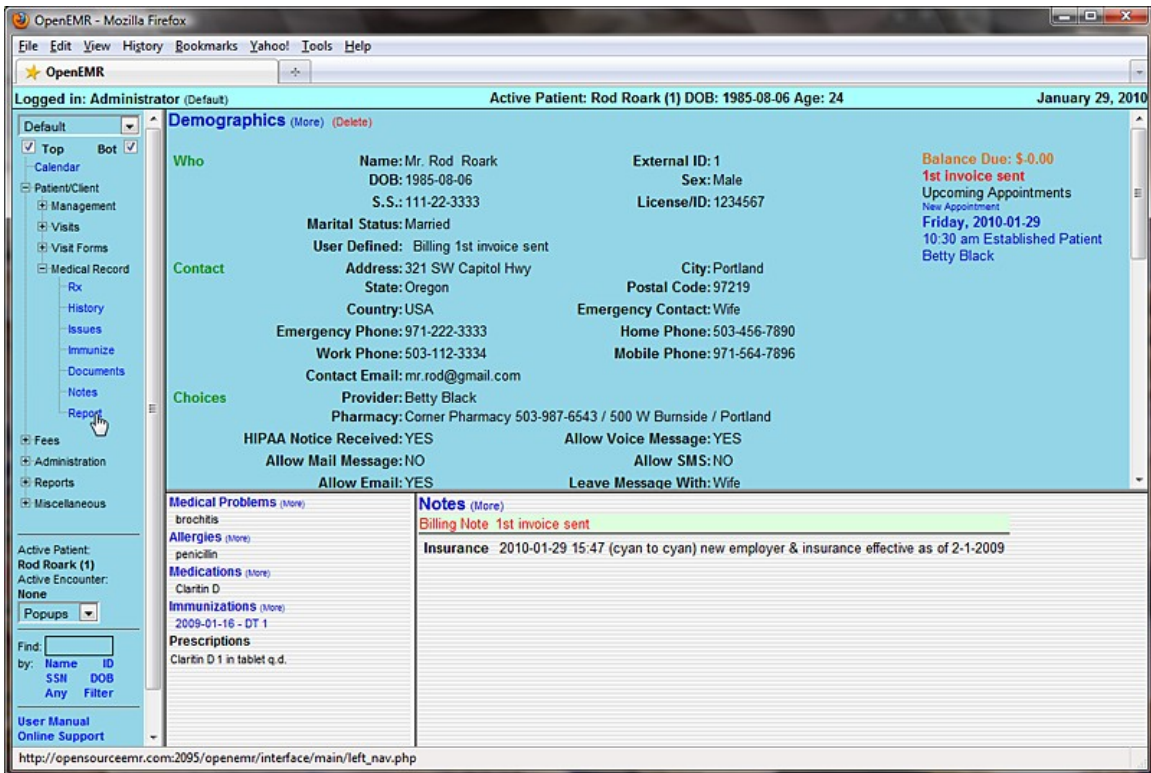 OpenEMR - Mozilla Firefox
File Edit View History Bookmarks Yahoo! Tools Help
OpenEMR
Logged in: Administrator (Default) Active Patient: Rod Roark (1) DOB: 1985-08-06 Age: 24 January 29, 2010
Default
Top Bot
Calendar
Patient/Client
Management
Visits
Visit Forms
Medical Record
Rx
History
Issues
Immunize
Documents
Notes
Report
Fees
Administration
Reports
Miscellaneous
Active Patient:
Rod Roark (1)
Active Encounter:
None
Popups
Find:
by: Name ID
SSN DOB
Any Filter
User Manual
Online Support
Demographics (More) (Delete)
Who Name: Mr. Rod Roark External ID: 1
DOB: 1985-08-06 Sex: Male
S.S.: 111-22-3333 License/ID: 1234567
Marital Status: Married
User Defined: Billing 1st invoice sent
Contact Address: 321 SW Capitol Hwy City: Portland
State: Oregon Postal Code: 97219
Country: USA Emergency Contact: Wife
Emergency Phone: 971-222-3333 Home Phone: 503-456-7890
Work Phone: 503-112-3334 Mobile Phone: 971-564-7896
Contact Email: mr.rod@gmail.com
Choices Provider: Betty Black
Pharmacy: Corner Pharmacy 503-987-6543 / 500 W Burnside / Portland
HIPAA Notice Received: YES Allow Voice Message: YES
Allow Mail Message: NO Allow SMS: NO
Allow Email: YES Leave Message With: Wife
Balance Due: $-0.00
1st invoice sent
Upcoming Appointments
New Appointment
Friday, 2010-01-29
10:30 am Established Patient
Betty Black
Medical Problems (More)
brochitis
Allergies (More)
penicillin
Medications (More)
Claritin D
Immunizations (More)
2009-01-16 - DT 1
Prescriptions
Claritin D 1 in tablet q.d.
Notes (More)
Billing Note 1st invoice sent
Insurance 2010-01-29 15:47 (cyan to cyan) new employer & insurance effective as of 2-1-2009
http://opensourceemr.com:2095/openemr/interface/main/left_nav.php